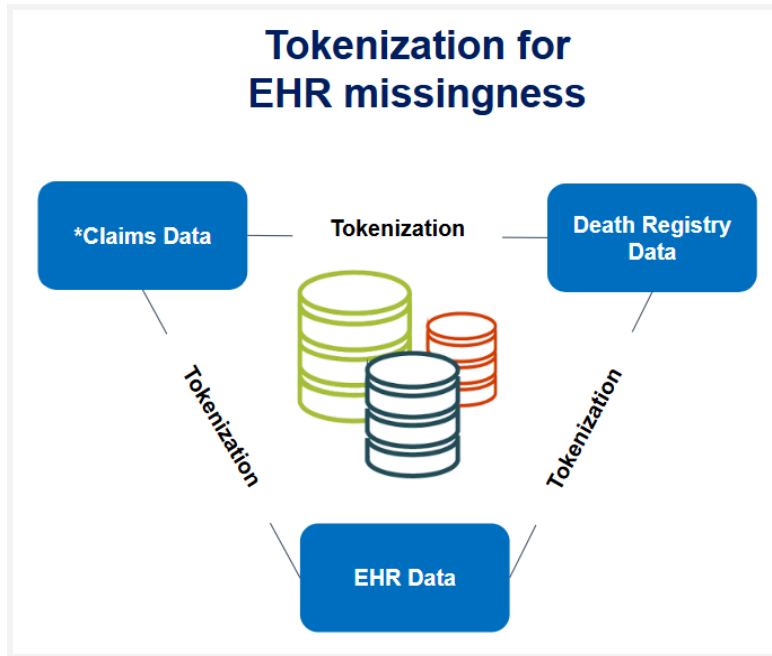 Tokenization for
EHR missingness
*Claims Data
Tokenization
Death Registry
Data
Tokenization
Tokenization
EHR Data